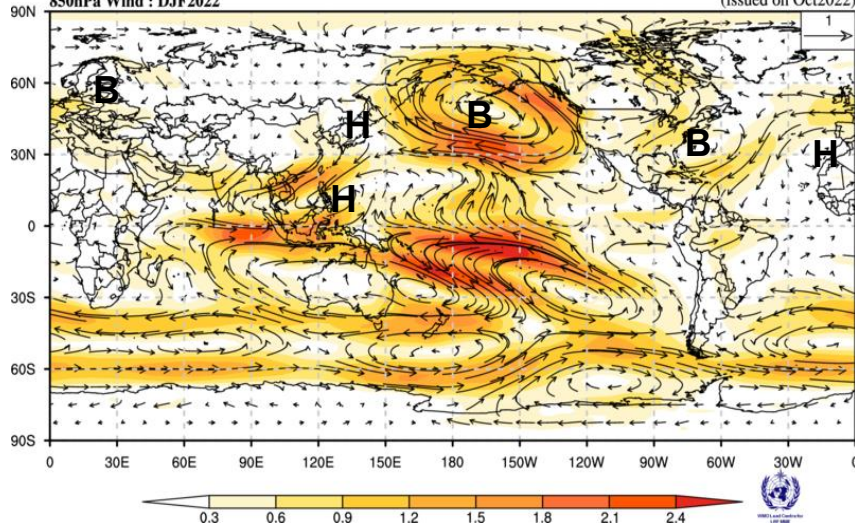 850hPa Wind : DJF2022
(issued on Oct2022)
90N
1
60N
B
H
B
B
30N
H
H
0
30S
60S
90S
0 30E 60E 90E 120E 150E 180 150W 120W 90W 60W 30W 0
0.3 0.6 0.9 1.2 1.5 1.8 2.1 2.4